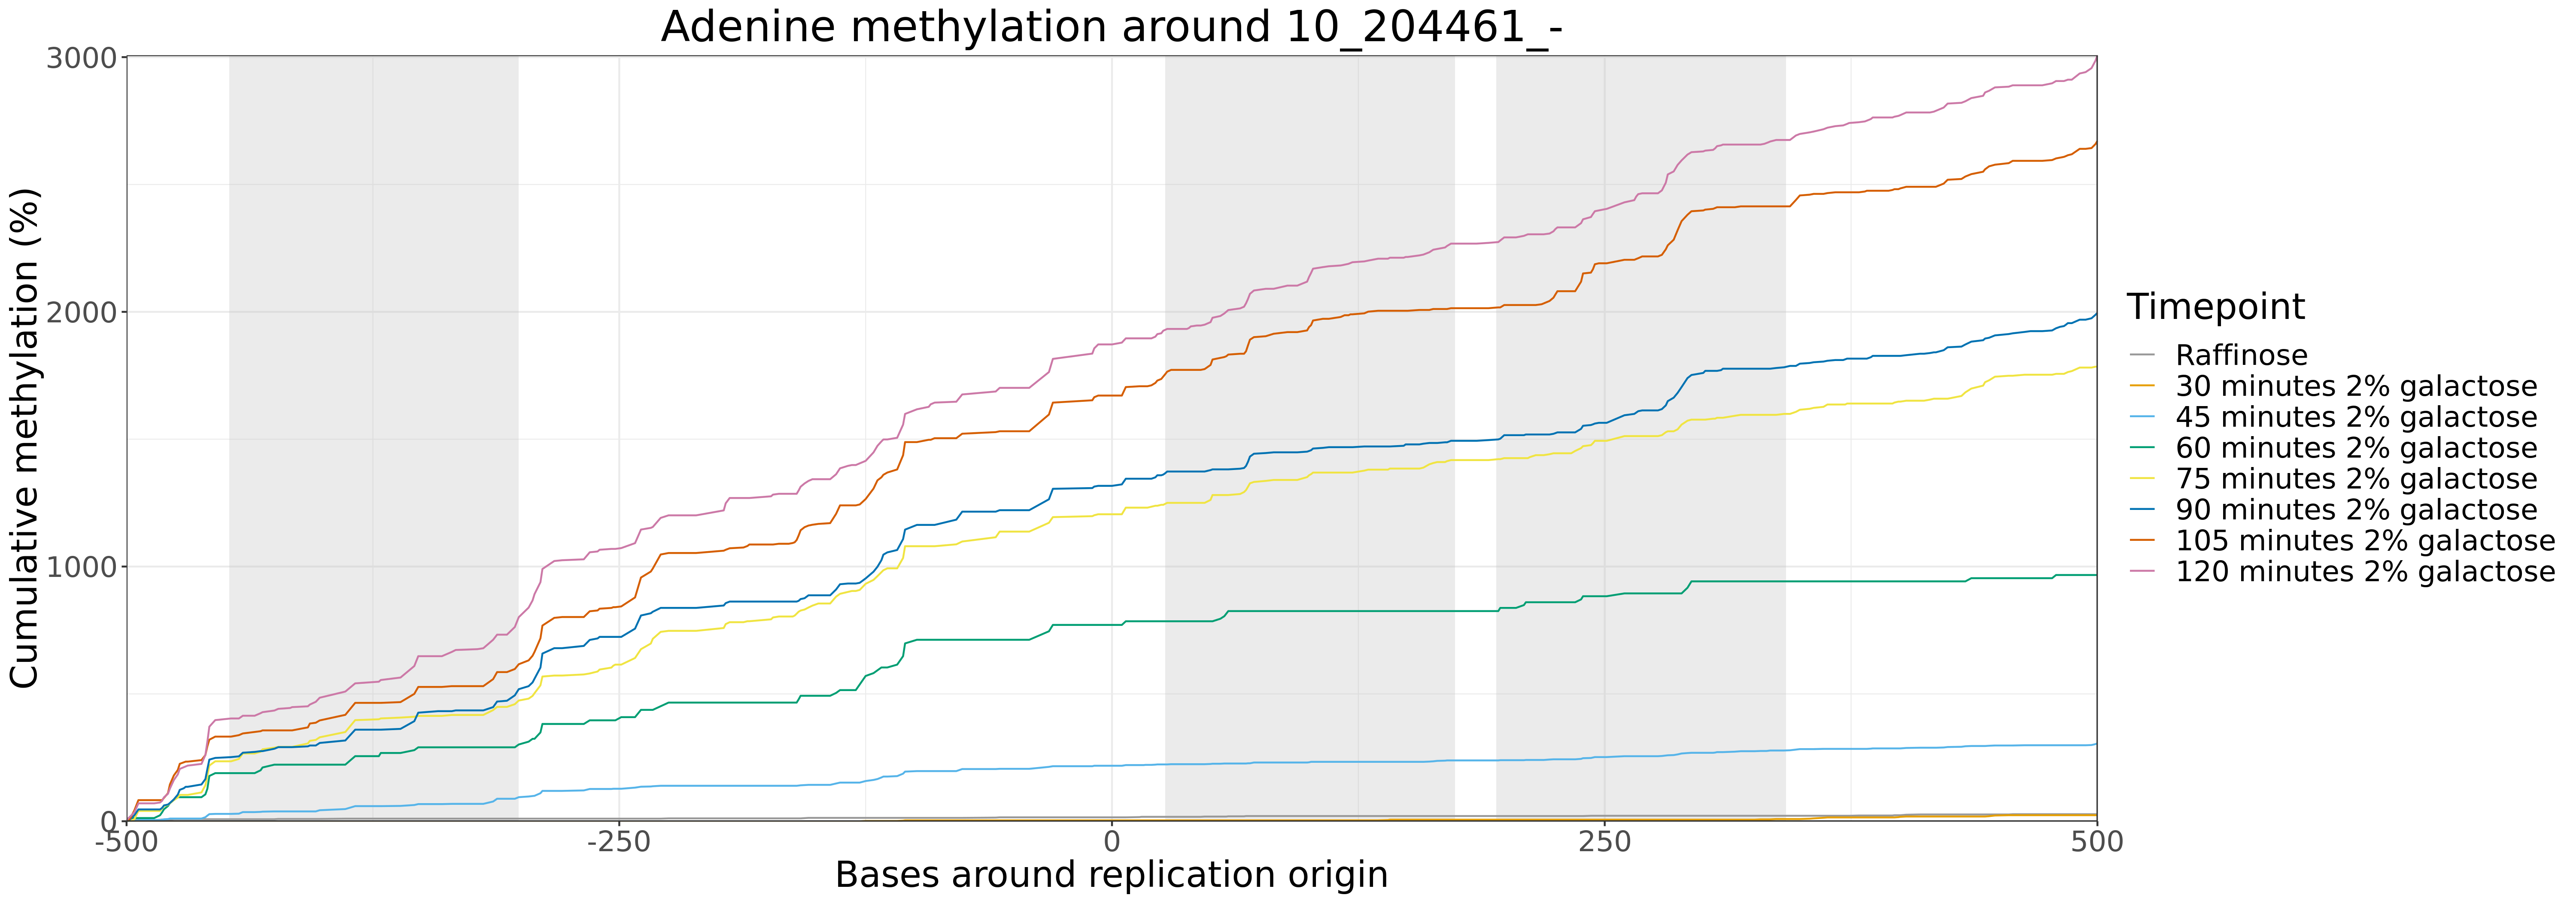 Adenine methylation around 10_204461_-
Cumulative methylation (%)
3000
2000
1000
0
-500
-250
0
250
500
Bases around replication origin
Timepoint
Raffinose
30 minutes 2% galactose
45 minutes 2% galactose
60 minutes 2% galactose
75 minutes 2% galactose
90 minutes 2% galactose
105 minutes 2% galactose
120 minutes 2% galactose